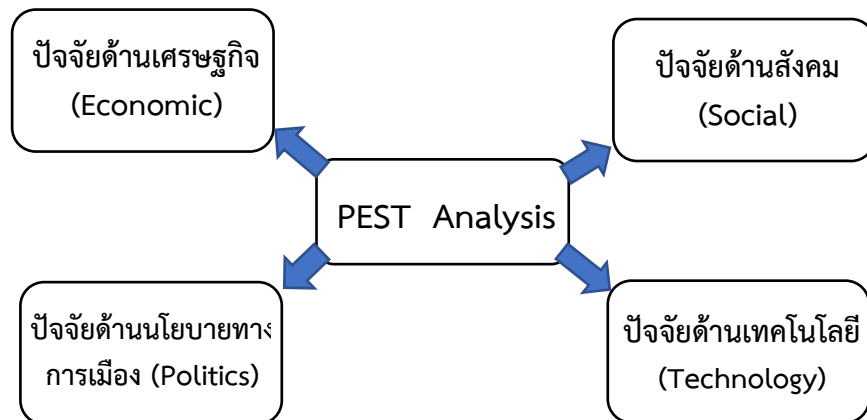 ปัจจัยด้านเศรษฐกิจ
(Economic)
ปัจจัยด้านสังคม
(Social)
PEST Analysis
ปัจจัยด้านนโยบายทาง
การเมือง (Politics)
ปัจจัยด้านเทคโนโลยี
(Technology)